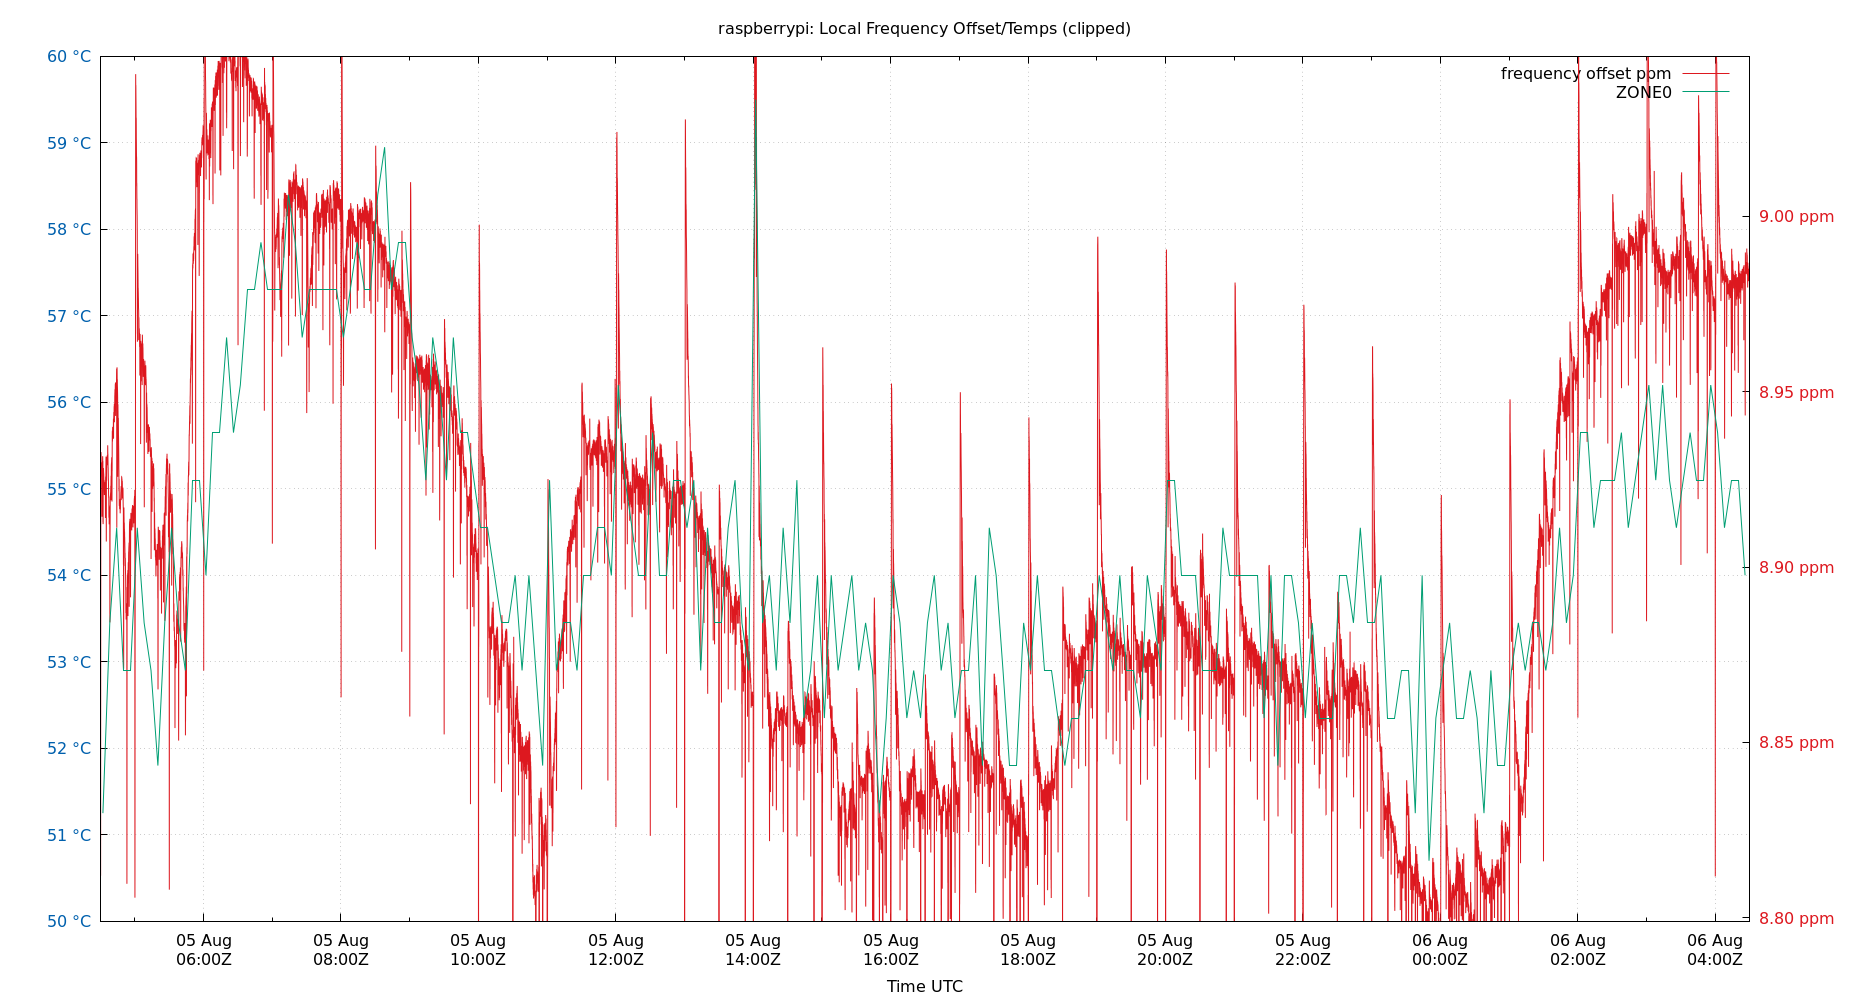 raspberrypi: Local Frequency Offset/Temps (clipped)
frequency offset ppm
ZONE0
60 °C
59 °C
58 °C
57 °C
56 °C
55 °C
54 °C
53 °C
52 °C
51 °C
50 °C
9.00 ppm
8.95 ppm
8.90 ppm
8.85 ppm
8.80 ppm
05 Aug 05 Aug 05 Aug 05 Aug 05 Aug 05 Aug 05 Aug 05 Aug 05 Aug 06 Aug 06 Aug 06 Aug
06:00Z 08:00Z 10:00Z 12:00Z 14:00Z 16:00Z 18:00Z 20:00Z 22:00Z 00:00Z 02:00Z 04:00Z
Time UTC